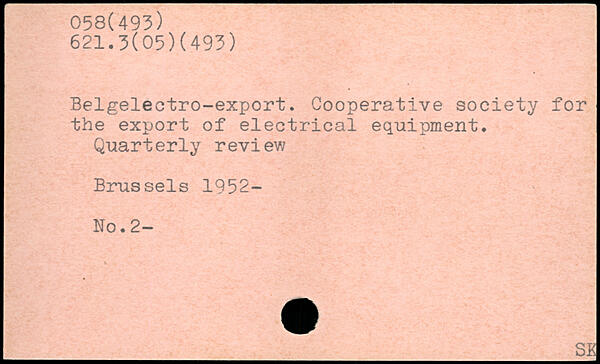 058(493)
621.3(05)(493)
Belgelectro-export. Cooperative society for
the export of electrical equipment.
Quarterly review
Brussels 1952-
No.2-
SK